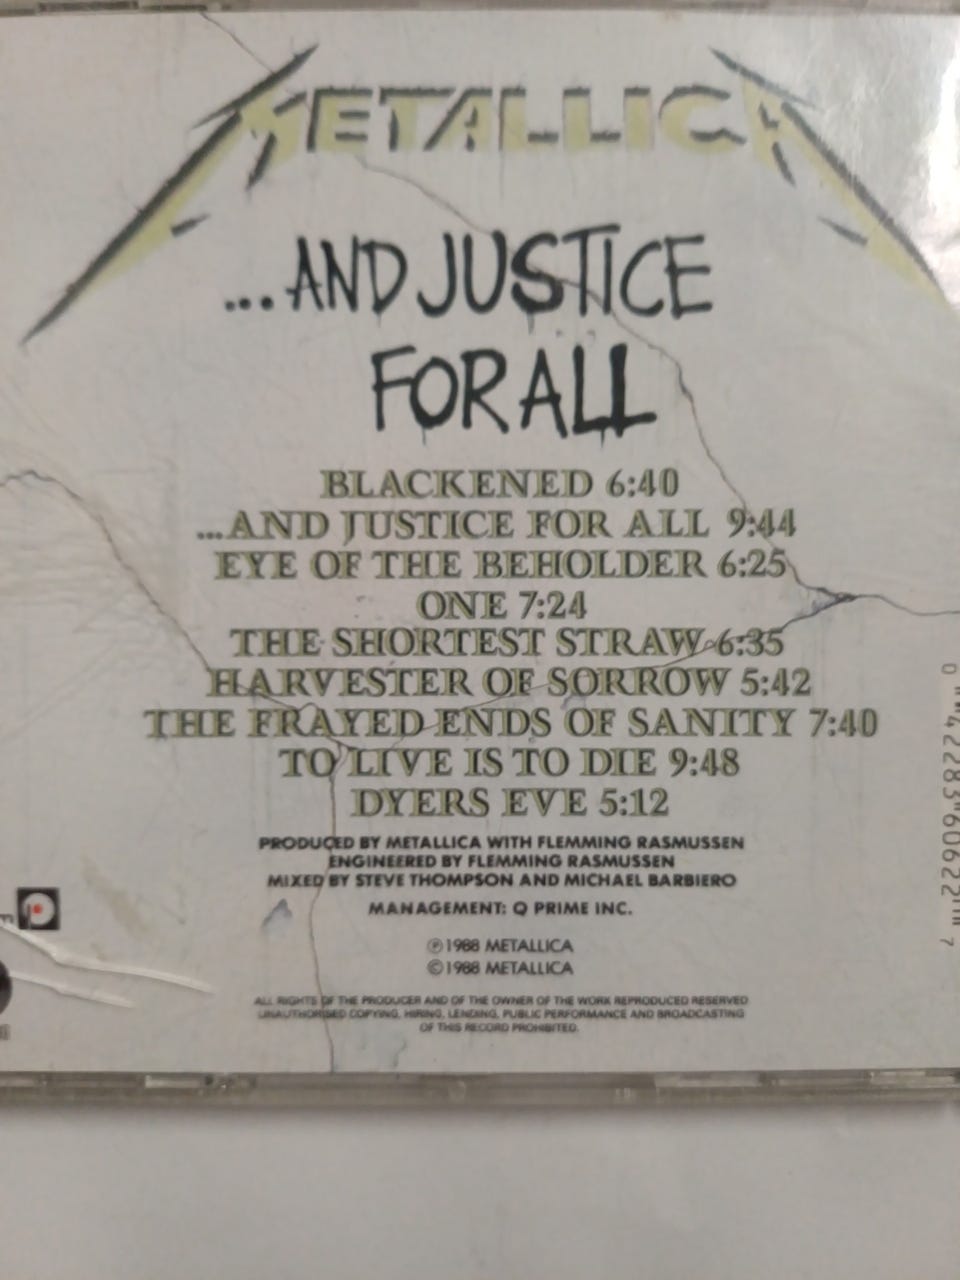 METALLICA
...AND JUSTICE
FOR ALL
BLACKENED 6:40
...AND JUSTICE FOR ALL 9:44
EYE OF THE BEHOLDER 6:25
ONE 7:24
THE SHORTEST STRAW 6:35
HARVESTER OF SORROW 5:42
THE FRAYED ENDS OF SANITY 7:40
TO LIVE IS TO DIE 9:48
DYERS EVE 5:12
PRODUCED BY METALLICA WITH FLEMMING RASMUSSEN
ENGINEERED BY FLEMMING RASMUSSEN
MIXED BY STEVE THOMPSON AND MICHAEL BARBIERO
MANAGEMENT: Q PRIME INC.
℗ 1988 METALLICA
© 1988 METALLICA
ALL RIGHTS OF THE PRODUCER AND OF THE OWNER OF THE WORK REPRODUCED RESERVED
UNAUTHORISED COPYING, HIRING, LENDING, PUBLIC PERFORMANCE AND BROADCASTING
OF THIS RECORD PROHIBITED.